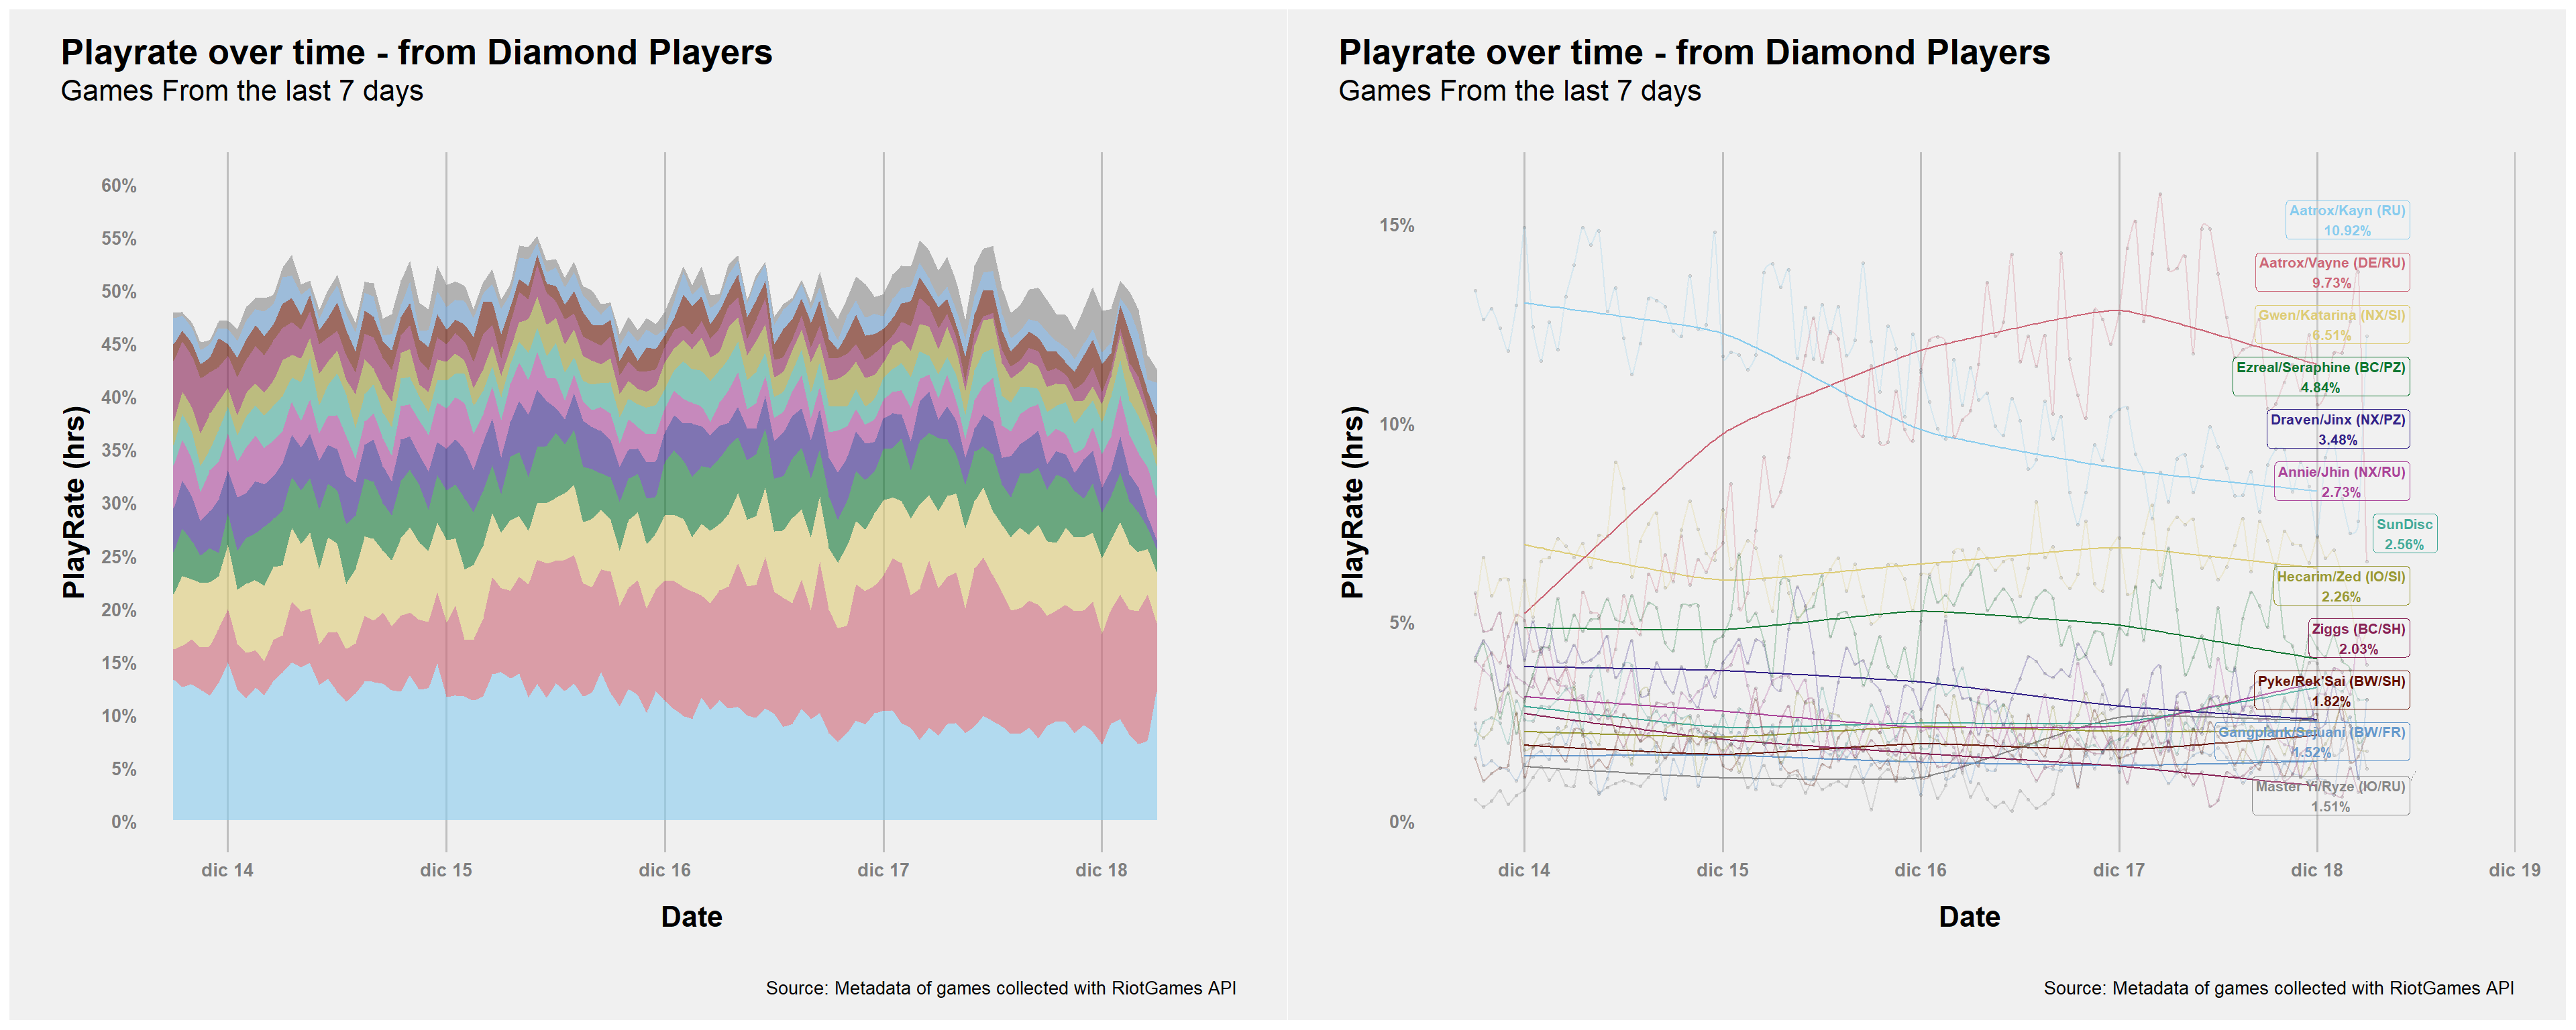 Playrate over time - from Diamond Players
Games From the last 7 days
PlayRate (hrs)
60%
55%
50%
45%
40%
35%
30%
25%
20%
15%
10%
5%
0%
dic 14
dic 15
dic 16
dic 17
dic 18
Date
Source: Metadata of games collected with RiotGames API
Playrate over time - from Diamond Players
Games From the last 7 days
PlayRate (hrs)
15%
10%
5%
0%
Aatrox/Kayn (RU)
10.92%
Aatrox/Vayne (DE/RU)
9.73%
Gwen/Katarina (NX/SI)
6.51%
Ezreal/Seraphine (BC/PZ)
4.84%
Draven/Jinx (NX/PZ)
3.48%
Annie/Jhin (NX/RU)
2.73%
SunDisc
2.56%
Hecarim/Zed (IO/SI)
2.26%
Ziggs (BC/SH)
2.03%
Pyke/Rek'Sai (BW/SH)
1.82%
Gangplank/Sejuani (BW/FR)
1.52%
Master Yi/Ryze (IO/RU)
1.51%
dic 14
dic 15
dic 16
dic 17
dic 18
dic 19
Date
Source: Metadata of games collected with RiotGames API